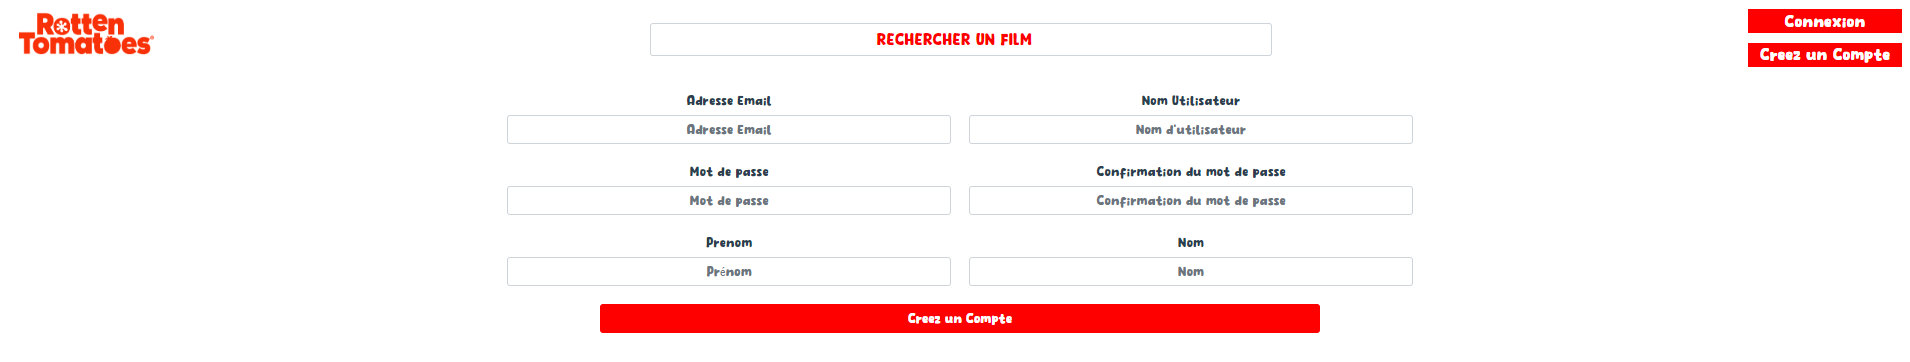 Rotten
Tomatoes
RECHERCHER UN FILM
Connexion
Creez un Compte
Adresse Email
Nom Utilisateur
Adresse Email
Nom d'utilisateur
Mot de passe
Confirmation du mot de passe
Mot de passe
Confirmation du mot de passe
Prenom
Nom
Prénom
Nom
Creez un Compte